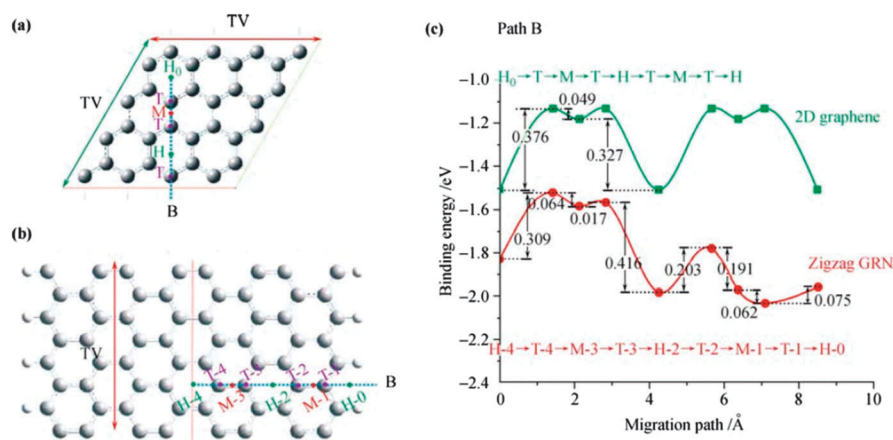 (a)
TV
TV
H₀
T
M
T
H
T
B
(b)
TV
T-4
T-3
T-2
T-1
B
H-4
M-3
H-2
M-1
H-0
(c)
Path B
H₀→T→M→T→H→T→M→T→H
Binding energy /eV
−1.0
−1.2
−1.4
−1.6
−1.8
−2.0
−2.2
−2.4
0.049
0.376
0.327
2D graphene
0.064
0.017
0.309
0.416
0.203
0.191
0.062
0.075
Zigzag GRN
H-4→T-4→M-3→T-3→H-2→T-2→M-1→T-1→H-0
0 2 4 6 8 10
Migration path /Å